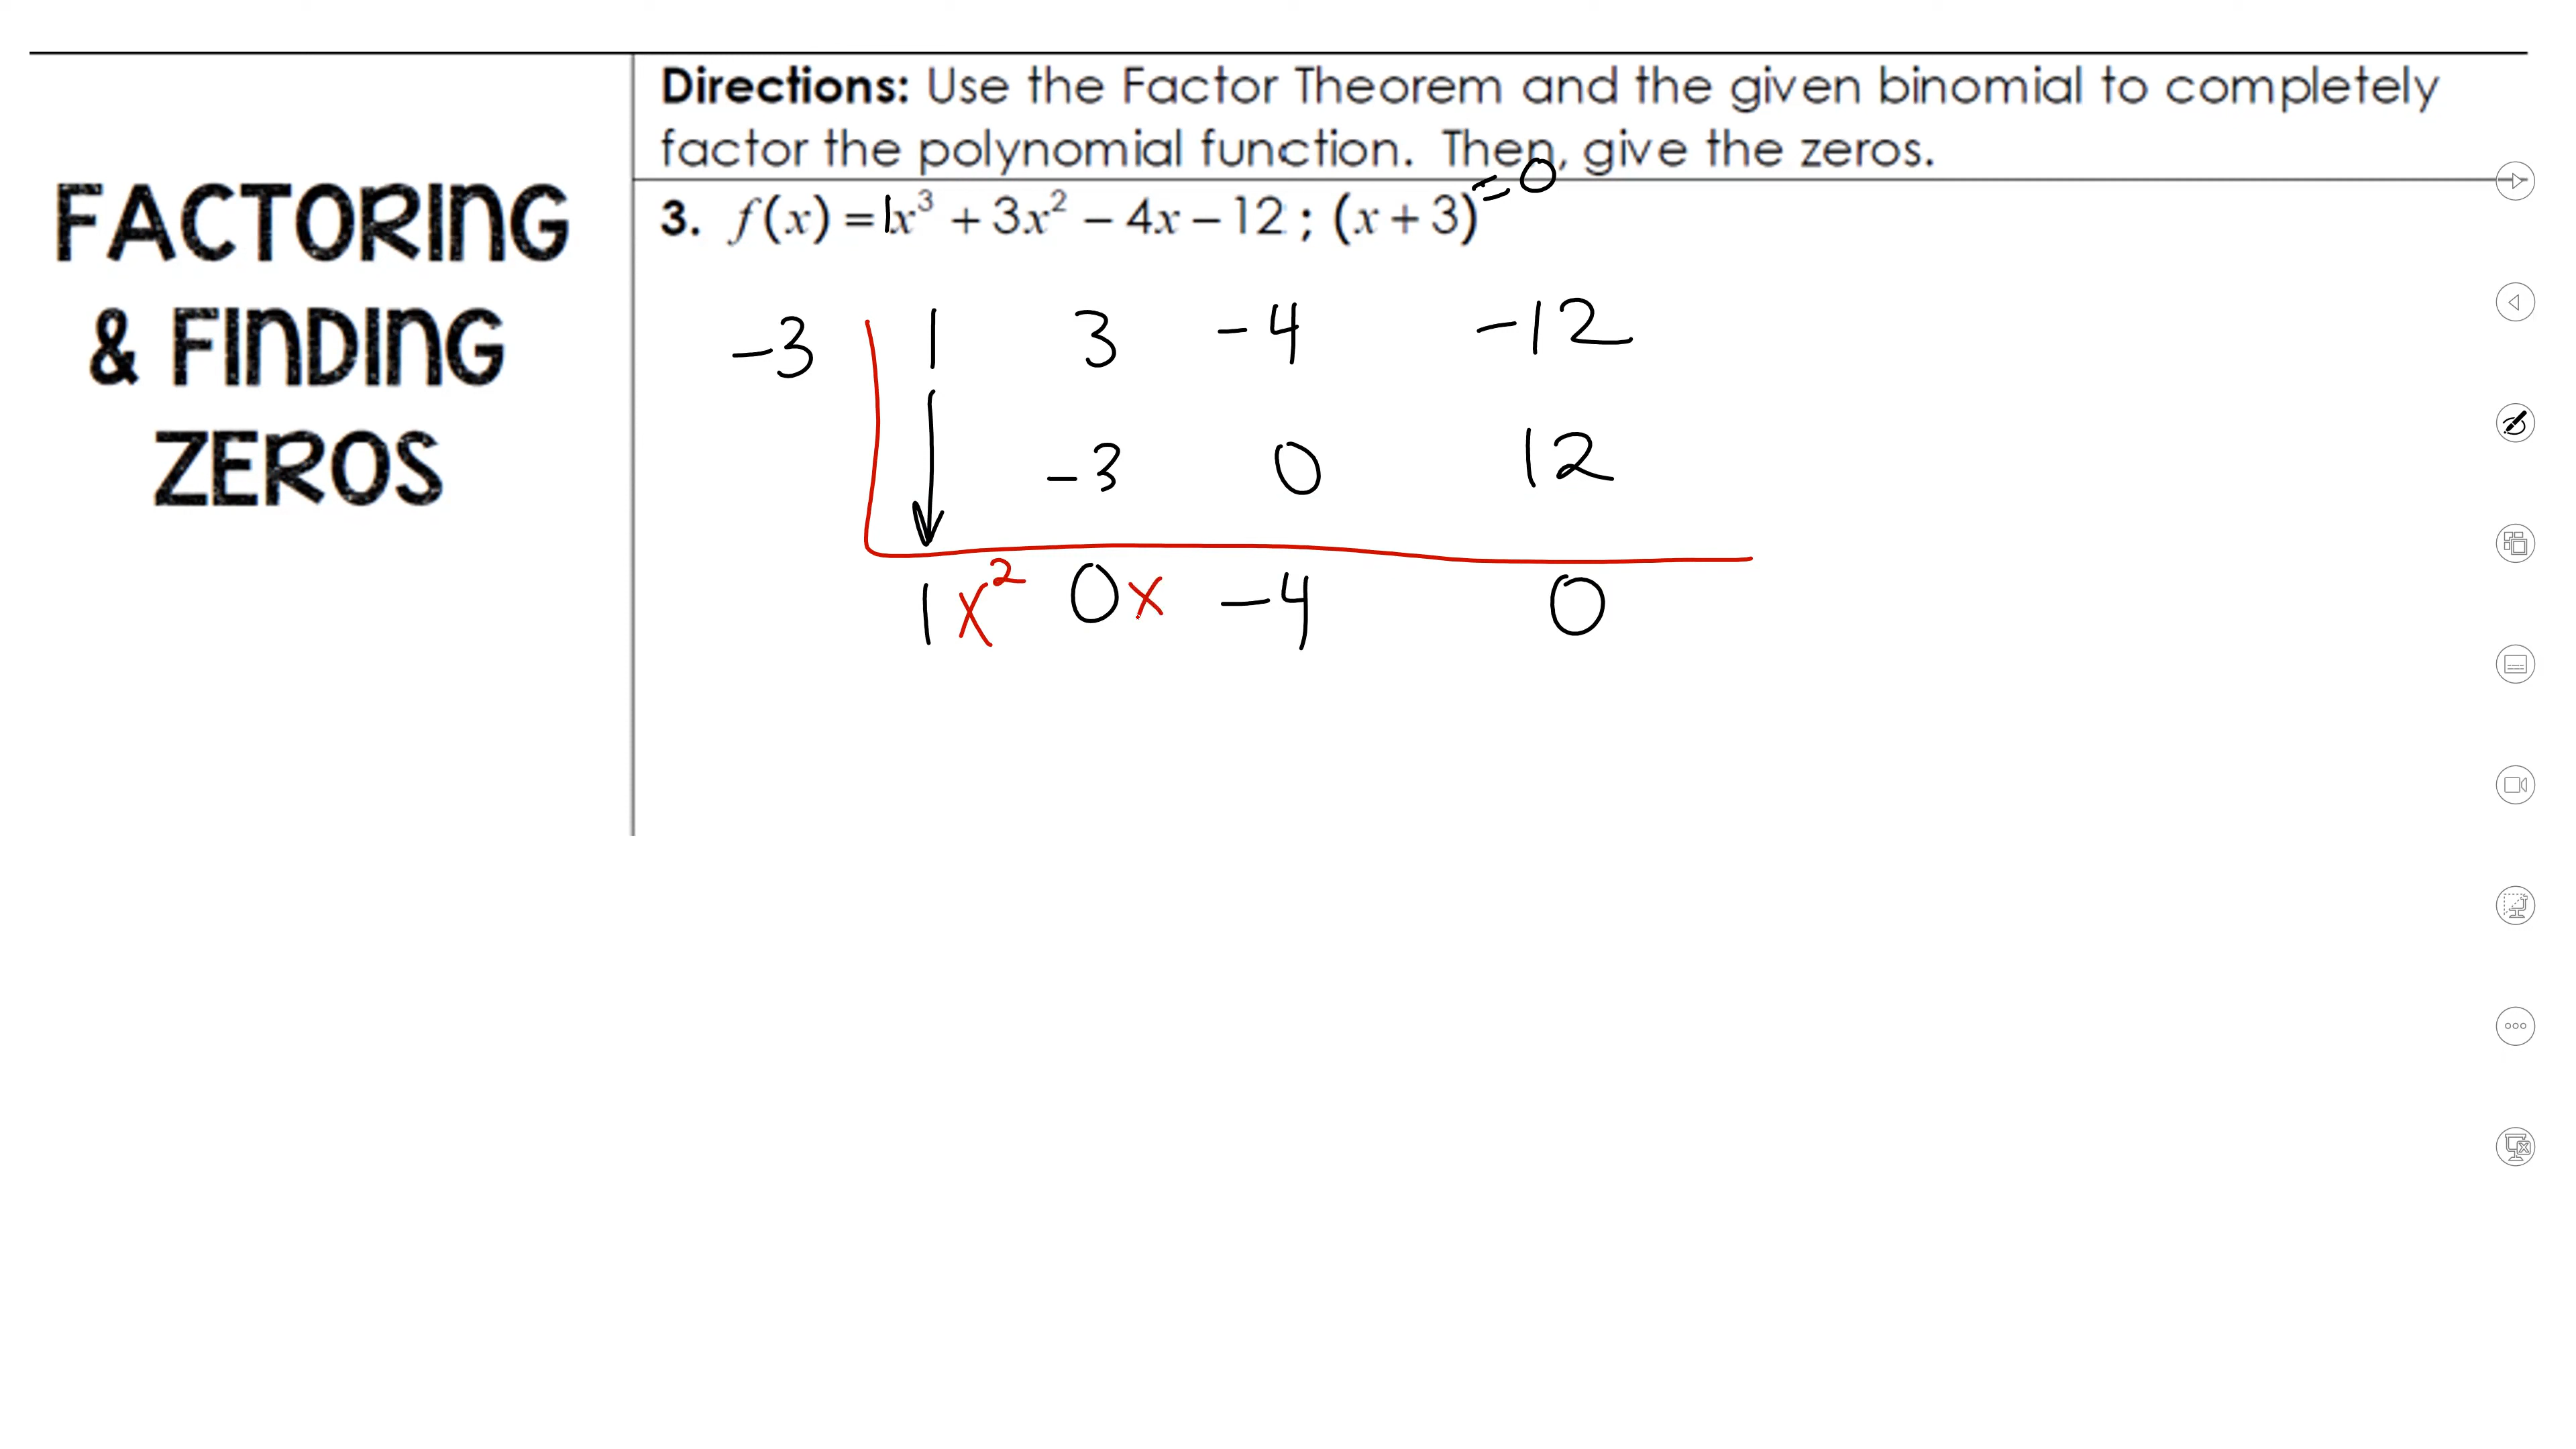 FACTORING
& FINDING
ZEROS
Directions: Use the Factor Theorem and the given binomial to completely
factor the polynomial function. Then, give the zeros.
3. f(x) = 1x³ + 3x² − 4x − 12 ; (x + 3) = 0
-3 1 3 -4 -12
-3 0 12
1x² 0x -4 0